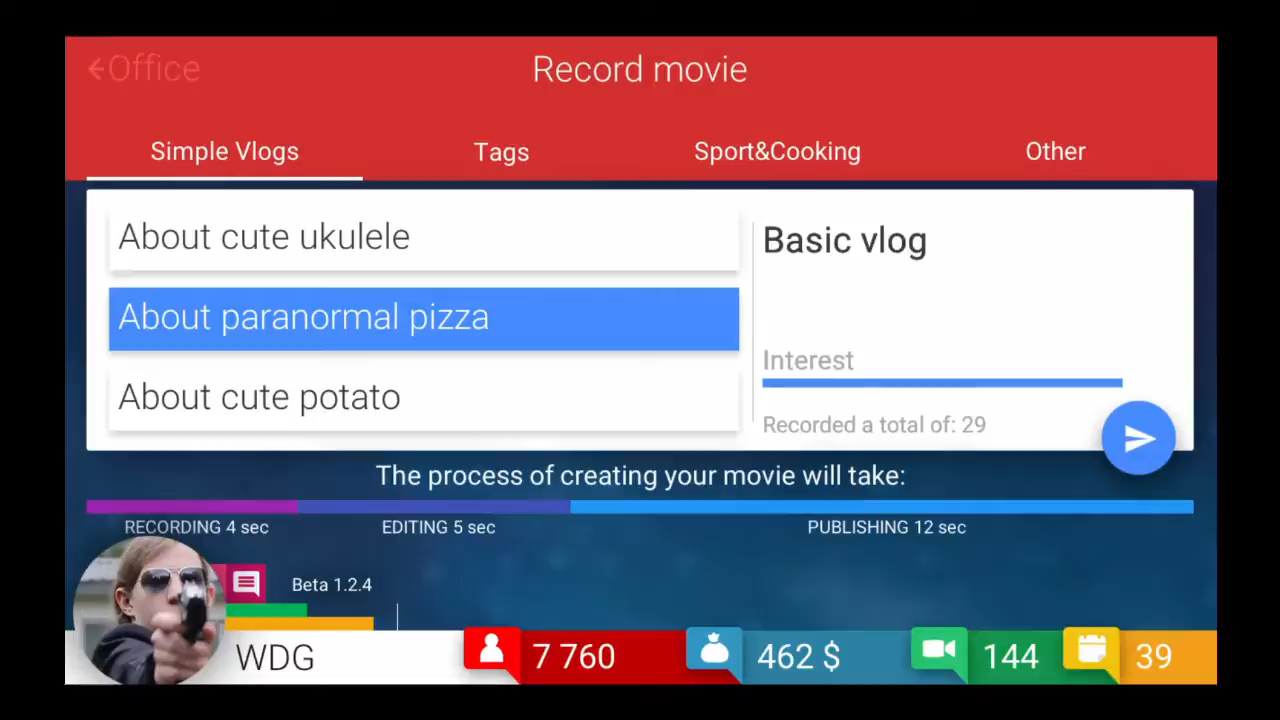 Office
Record movie
Simple Vlogs
Tags
Sport&Cooking
Other
About cute ukulele
About paranormal pizza
About cute potato
Basic vlog
Interest
Recorded a total of: 29
The process of creating your movie will take:
RECORDING 4 sec
EDITING 5 sec
PUBLISHING 12 sec
Beta 1.2.4
WDG
7 760
462 $
144
39